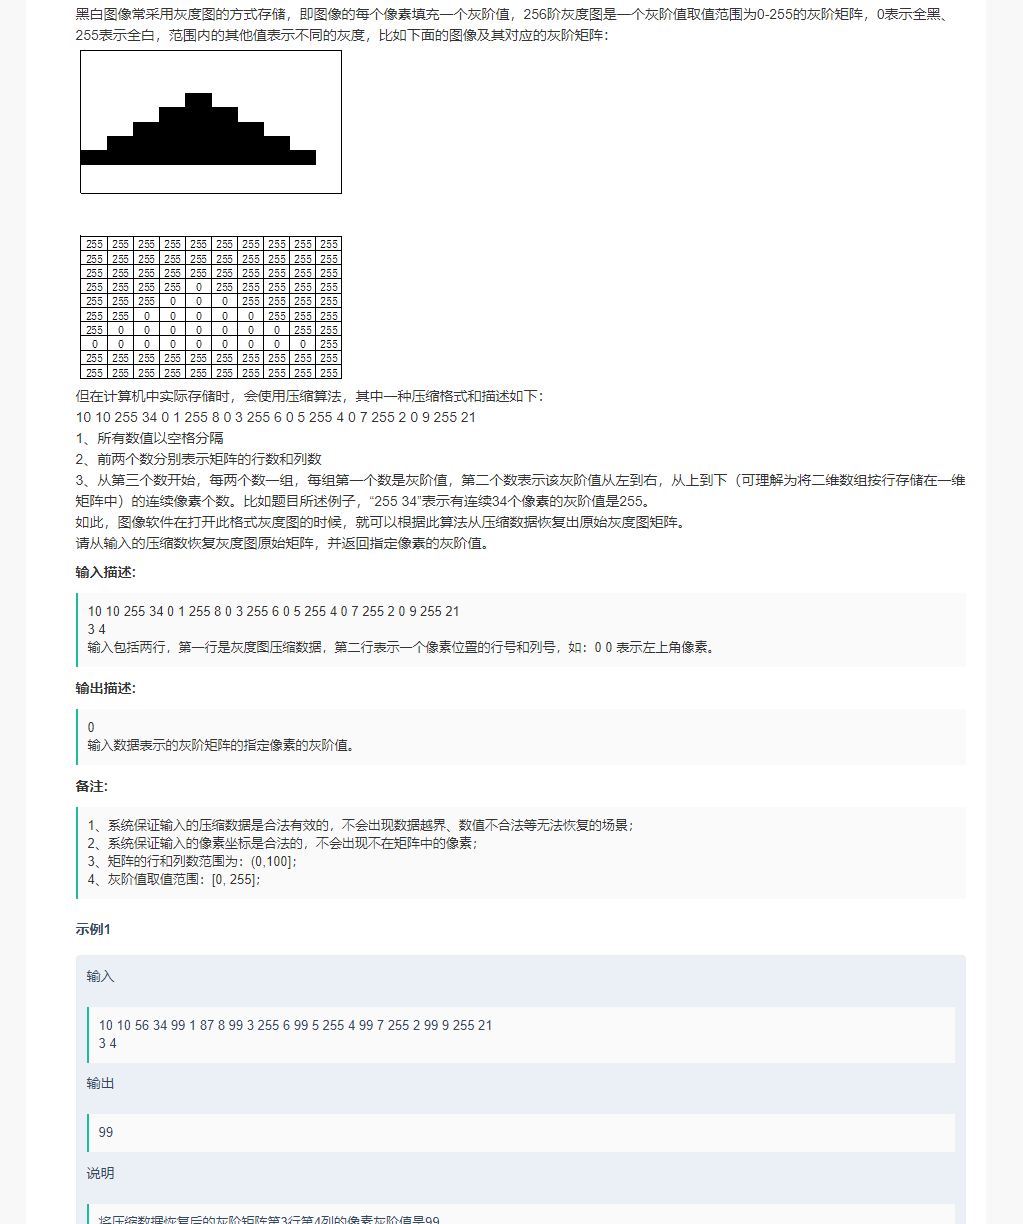 黑白图像常采用灰度图的方式存储，即图像的每个像素填充一个灰阶值，256阶灰度图是一个灰阶值取值范围为0-255的灰阶矩阵，0表示全黑、
255表示全白，范围内的其他值表示不同的灰度，比如下面的图像及其对应的灰阶矩阵：
255 255 255 255 255 255 255 255 255 255
255 255 255 255 255 255 255 255 255 255
255 255 255 255 255 255 255 255 255 255
255 255 255 255 0 255 255 255 255 255
255 255 255 0 0 0 255 255 255 255
255 255 0 0 0 0 0 255 255 255
255 0 0 0 0 0 0 0 255 255
0 0 0 0 0 0 0 0 0 255
255 255 255 255 255 255 255 255 255 255
255 255 255 255 255 255 255 255 255 255
但在计算机中实际存储时，会使用压缩算法，其中一种压缩格式和描述如下：
10 10 255 34 0 1 255 8 0 3 255 6 0 5 255 4 0 7 255 2 0 9 255 21
1、所有数值以空格分隔
2、前两个数分别表示矩阵的行数和列数
3、从第三个数开始，每两个数一组，每组第一个数是灰阶值，第二个数表示该灰阶值从左到右，从上到下（可理解为将二维数组按行存储在一维
矩阵中）的连续像素个数。比如题目所述例子，“255 34”表示有连续34个像素的灰阶值是255。
如此，图像软件在打开此格式灰度图的时候，就可以根据此算法从压缩数据恢复出原始灰度图矩阵。
请从输入的压缩数恢复灰度图原始矩阵，并返回指定像素的灰阶值。
输入描述：
10 10 255 34 0 1 255 8 0 3 255 6 0 5 255 4 0 7 255 2 0 9 255 21
3 4
输入包括两行，第一行是灰度图压缩数据，第二行表示一个像素位置的行号和列号，如：0 0 表示左上角像素。
输出描述：
0
输入数据表示的灰阶矩阵的指定像素的灰阶值。
备注：
1、系统保证输入的压缩数据是合法有效的，不会出现数据越界、数值不合法等无法恢复的场景；
2、系统保证输入的像素坐标是合法的，不会出现不在矩阵中的像素；
3、矩阵的行和列数范围为：(0,100]；
4、灰阶值取值范围：[0, 255]；
示例1
输入
10 10 56 34 99 1 87 8 99 3 255 6 99 5 255 4 99 7 255 2 99 9 255 21
3 4
输出
99
说明
将压缩数据恢复后的灰阶矩阵第3行第4列的像素灰阶值是99